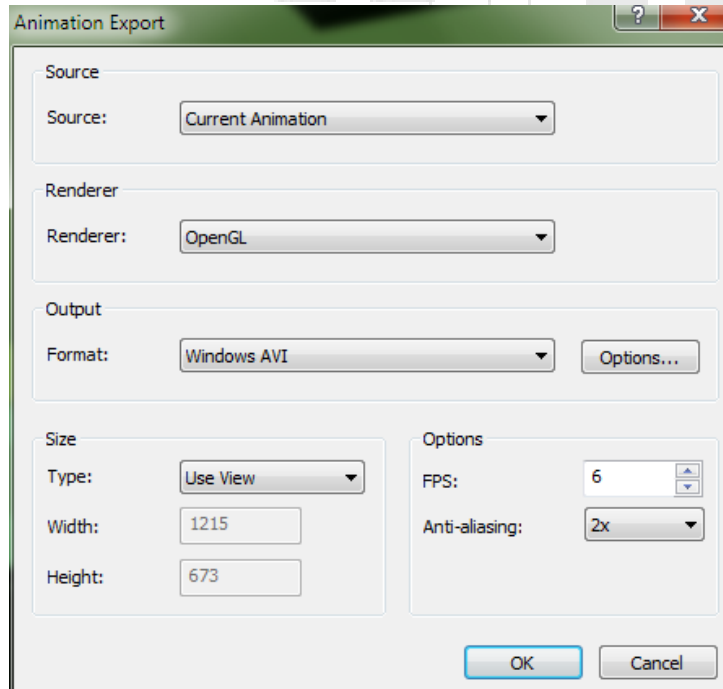 Animation Export
Source
Source: Current Animation
Renderer
Renderer: OpenGL
Output
Format: Windows AVI Options...
Size
Type: Use View
Width: 1215
Height: 673
Options
FPS: 6
Anti-aliasing: 2x
OK Cancel